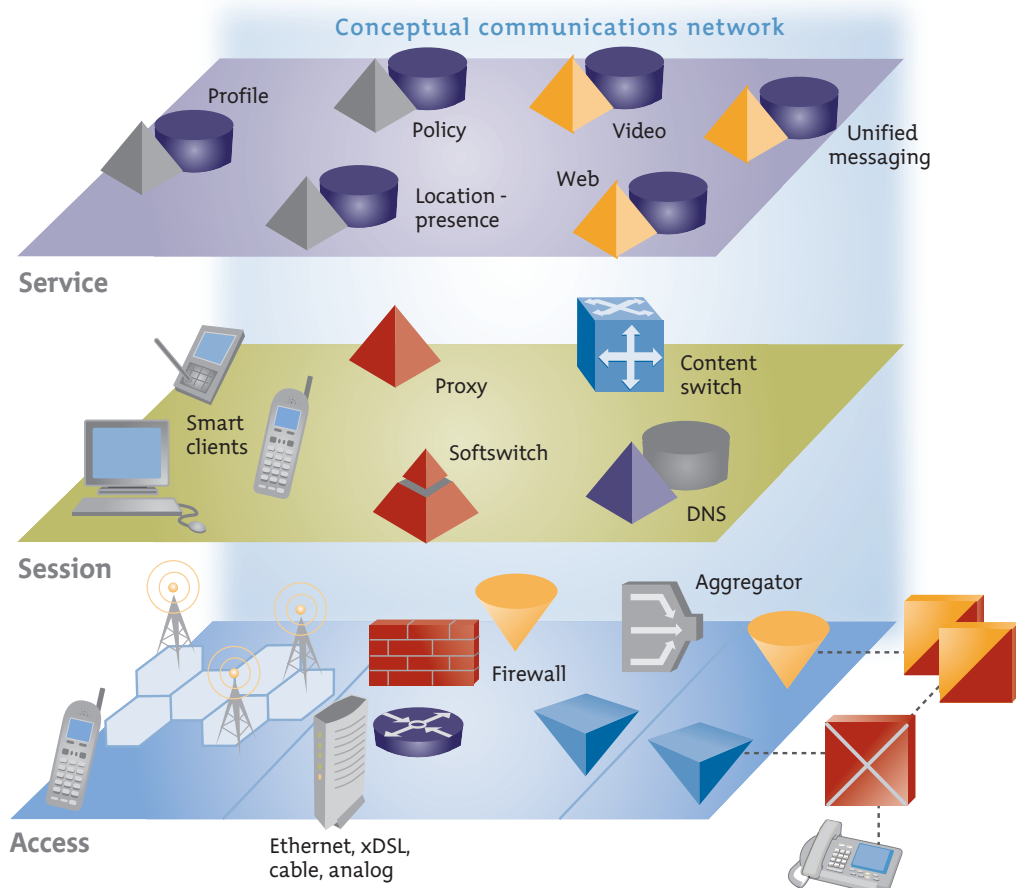 Conceptual communications network
Profile
Policy
Video
Unified
messaging
Location -
presence
Web
Service
Proxy
Content
switch
Smart
clients
Softswitch
DNS
Session
Aggregator
Firewall
Access
Ethernet, xDSL,
cable, analog